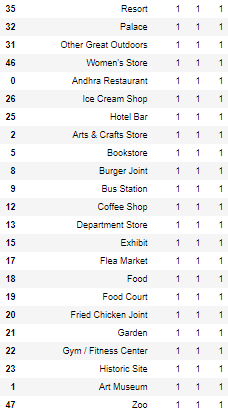 35 Resort 1 1 1
32 Palace 1 1 1
31 Other Great Outdoors 1 1 1
46 Women's Store 1 1 1
0 Andhra Restaurant 1 1 1
26 Ice Cream Shop 1 1 1
25 Hotel Bar 1 1 1
2 Arts & Crafts Store 1 1 1
5 Bookstore 1 1 1
8 Burger Joint 1 1 1
9 Bus Station 1 1 1
12 Coffee Shop 1 1 1
13 Department Store 1 1 1
15 Exhibit 1 1 1
17 Flea Market 1 1 1
18 Food 1 1 1
19 Food Court 1 1 1
20 Fried Chicken Joint 1 1 1
21 Garden 1 1 1
22 Gym / Fitness Center 1 1 1
23 Historic Site 1 1 1
1 Art Museum 1 1 1
47 Zoo 1 1 1